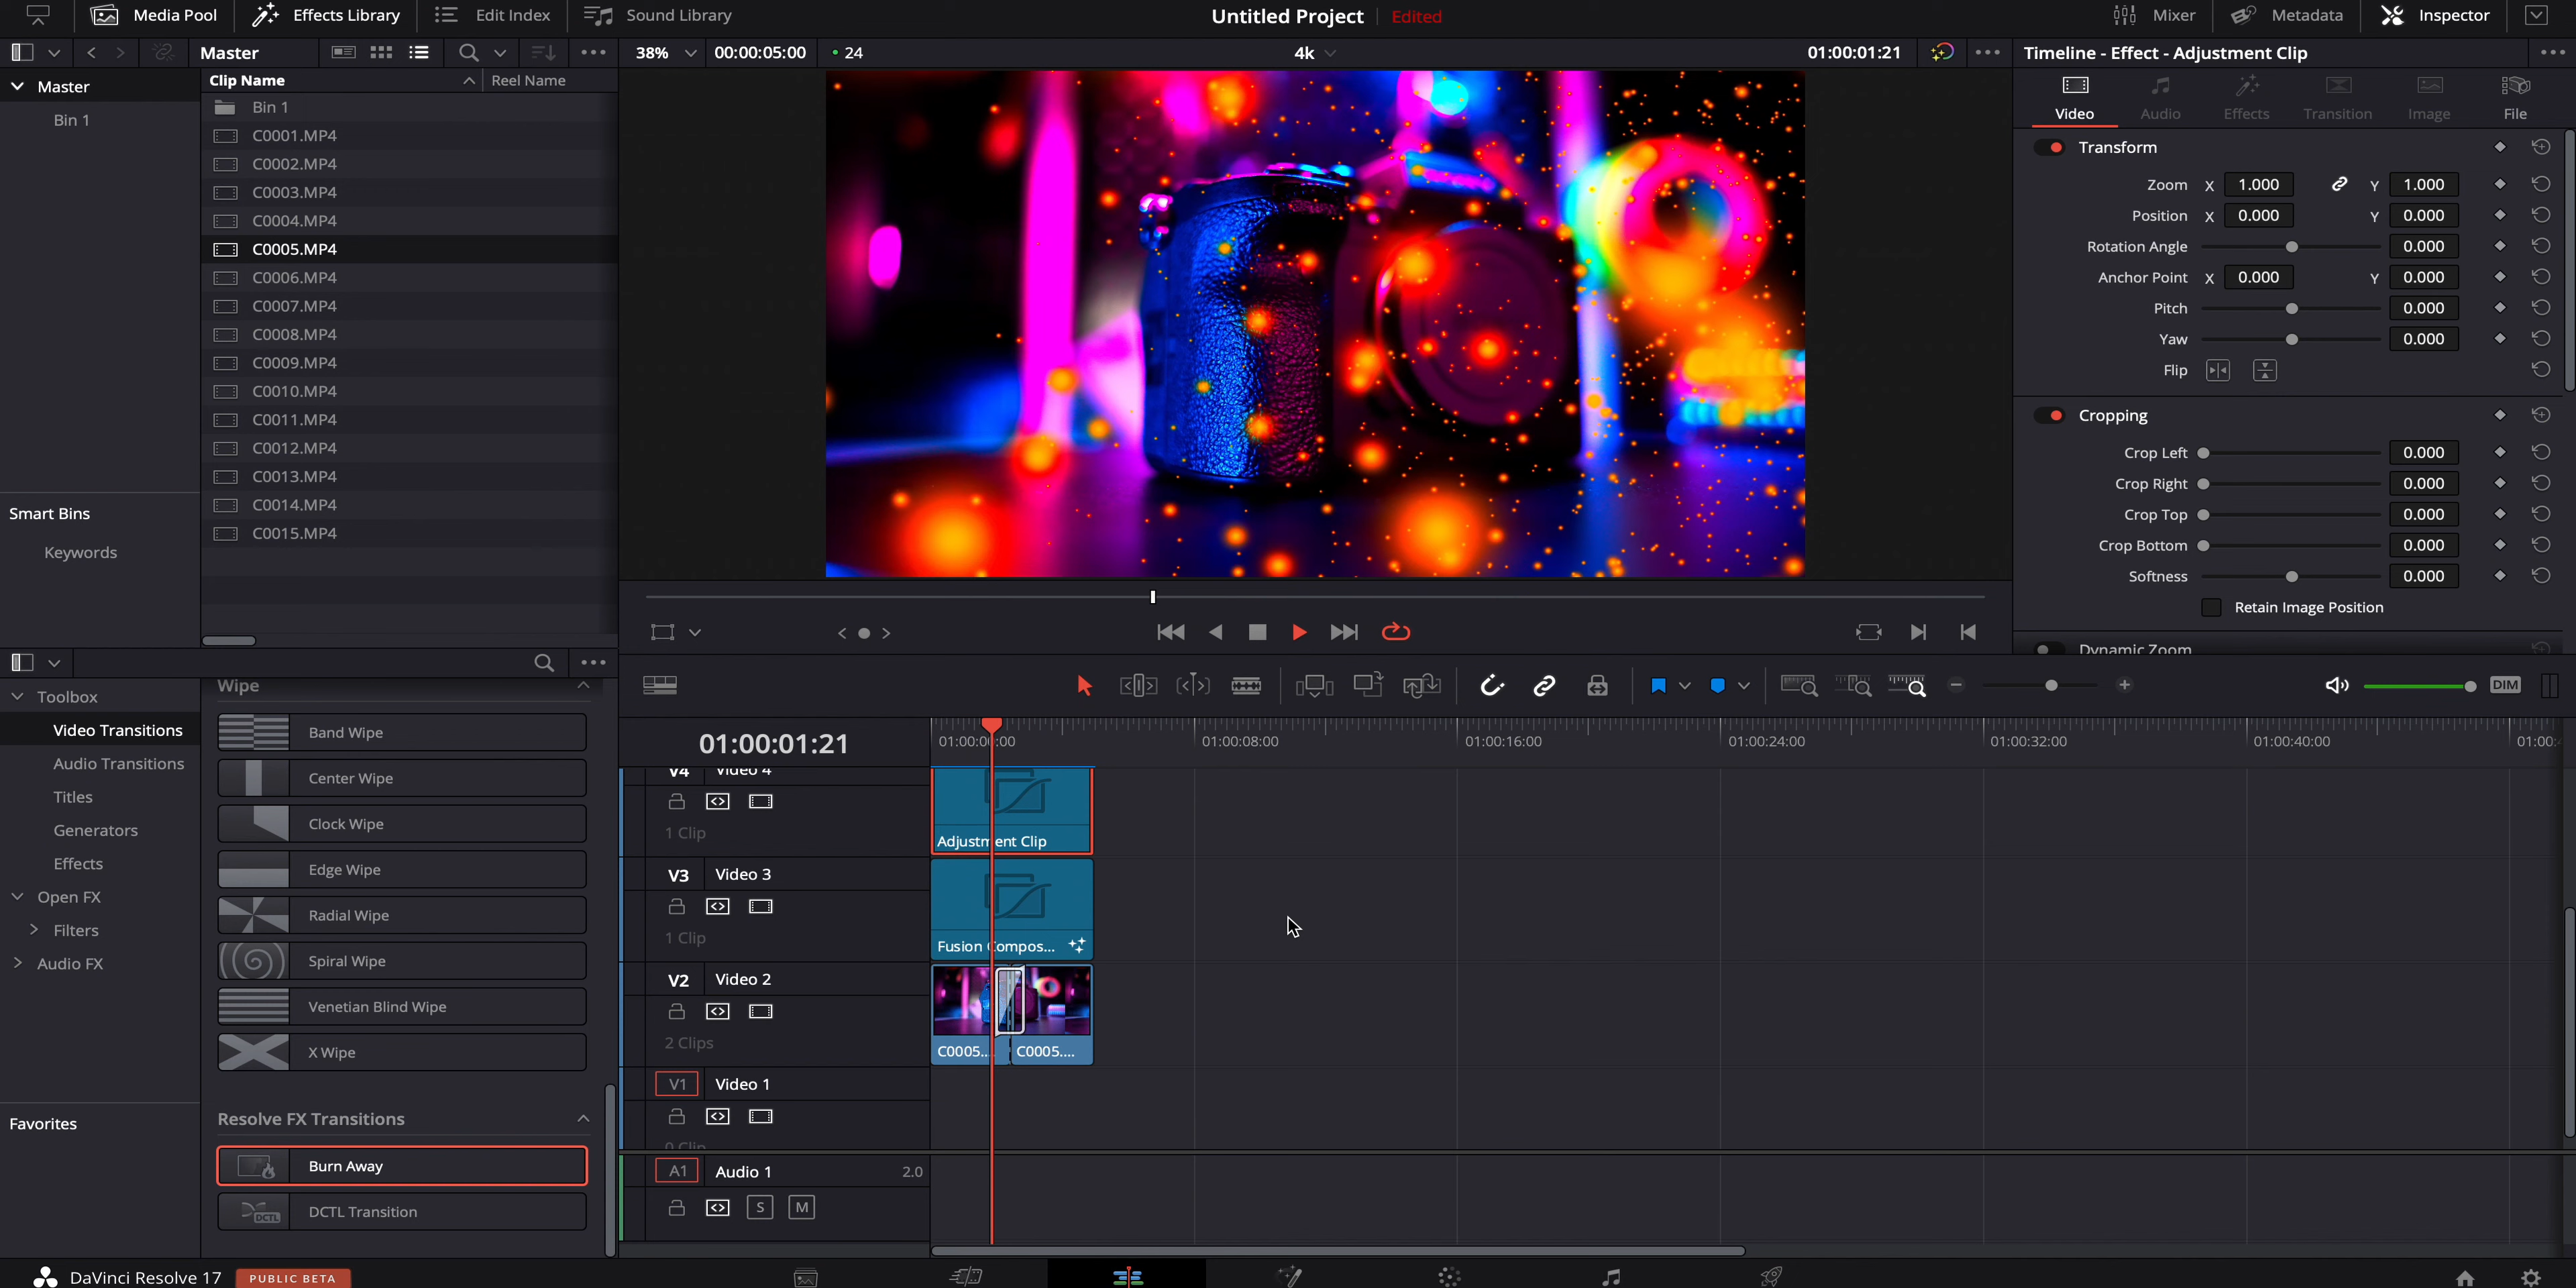 Media Pool
Effects Library
Edit Index
Sound Library
Untitled Project
Edited
Mixer
Metadata
Inspector
Master
38%
00:00:05:00
24
4k
01:00:01:21
Timeline - Effect - Adjustment Clip
Master
Bin 1
Clip Name
Reel Name
Bin 1
C0001.MP4
C0002.MP4
C0003.MP4
C0004.MP4
C0005.MP4
C0006.MP4
C0007.MP4
C0008.MP4
C0009.MP4
C0010.MP4
C0011.MP4
C0012.MP4
C0013.MP4
C0014.MP4
C0015.MP4
Smart Bins
Keywords
Video
Audio
Effects
Transition
Image
File
Transform
Zoom X 1.000 Y 1.000
Position X 0.000 Y 0.000
Rotation Angle 0.000
Anchor Point X 0.000 Y 0.000
Pitch 0.000
Yaw 0.000
Flip
Cropping
Crop Left 0.000
Crop Right 0.000
Crop Top 0.000
Crop Bottom 0.000
Softness 0.000
Retain Image Position
Dynamic Zoom
Toolbox
Video Transitions
Audio Transitions
Titles
Generators
Effects
Open FX
Filters
Audio FX
Favorites
Wipe
Band Wipe
Center Wipe
Clock Wipe
Edge Wipe
Radial Wipe
Spiral Wipe
Venetian Blind Wipe
X Wipe
Resolve FX Transitions
Burn Away
DCTL
DCTL Transition
DIM
01:00:01:21
01:00:00:00
01:00:08:00
01:00:16:00
01:00:24:00
01:00:32:00
01:00:40:00
V4 Video 4
1 Clip
Adjustment Clip
V3 Video 3
1 Clip
Fusion Compos...
V2 Video 2
2 Clips
C0005....
C0005....
V1 Video 1
0 Clip
A1 Audio 1 2.0
S M
DaVinci Resolve 17
PUBLIC BETA